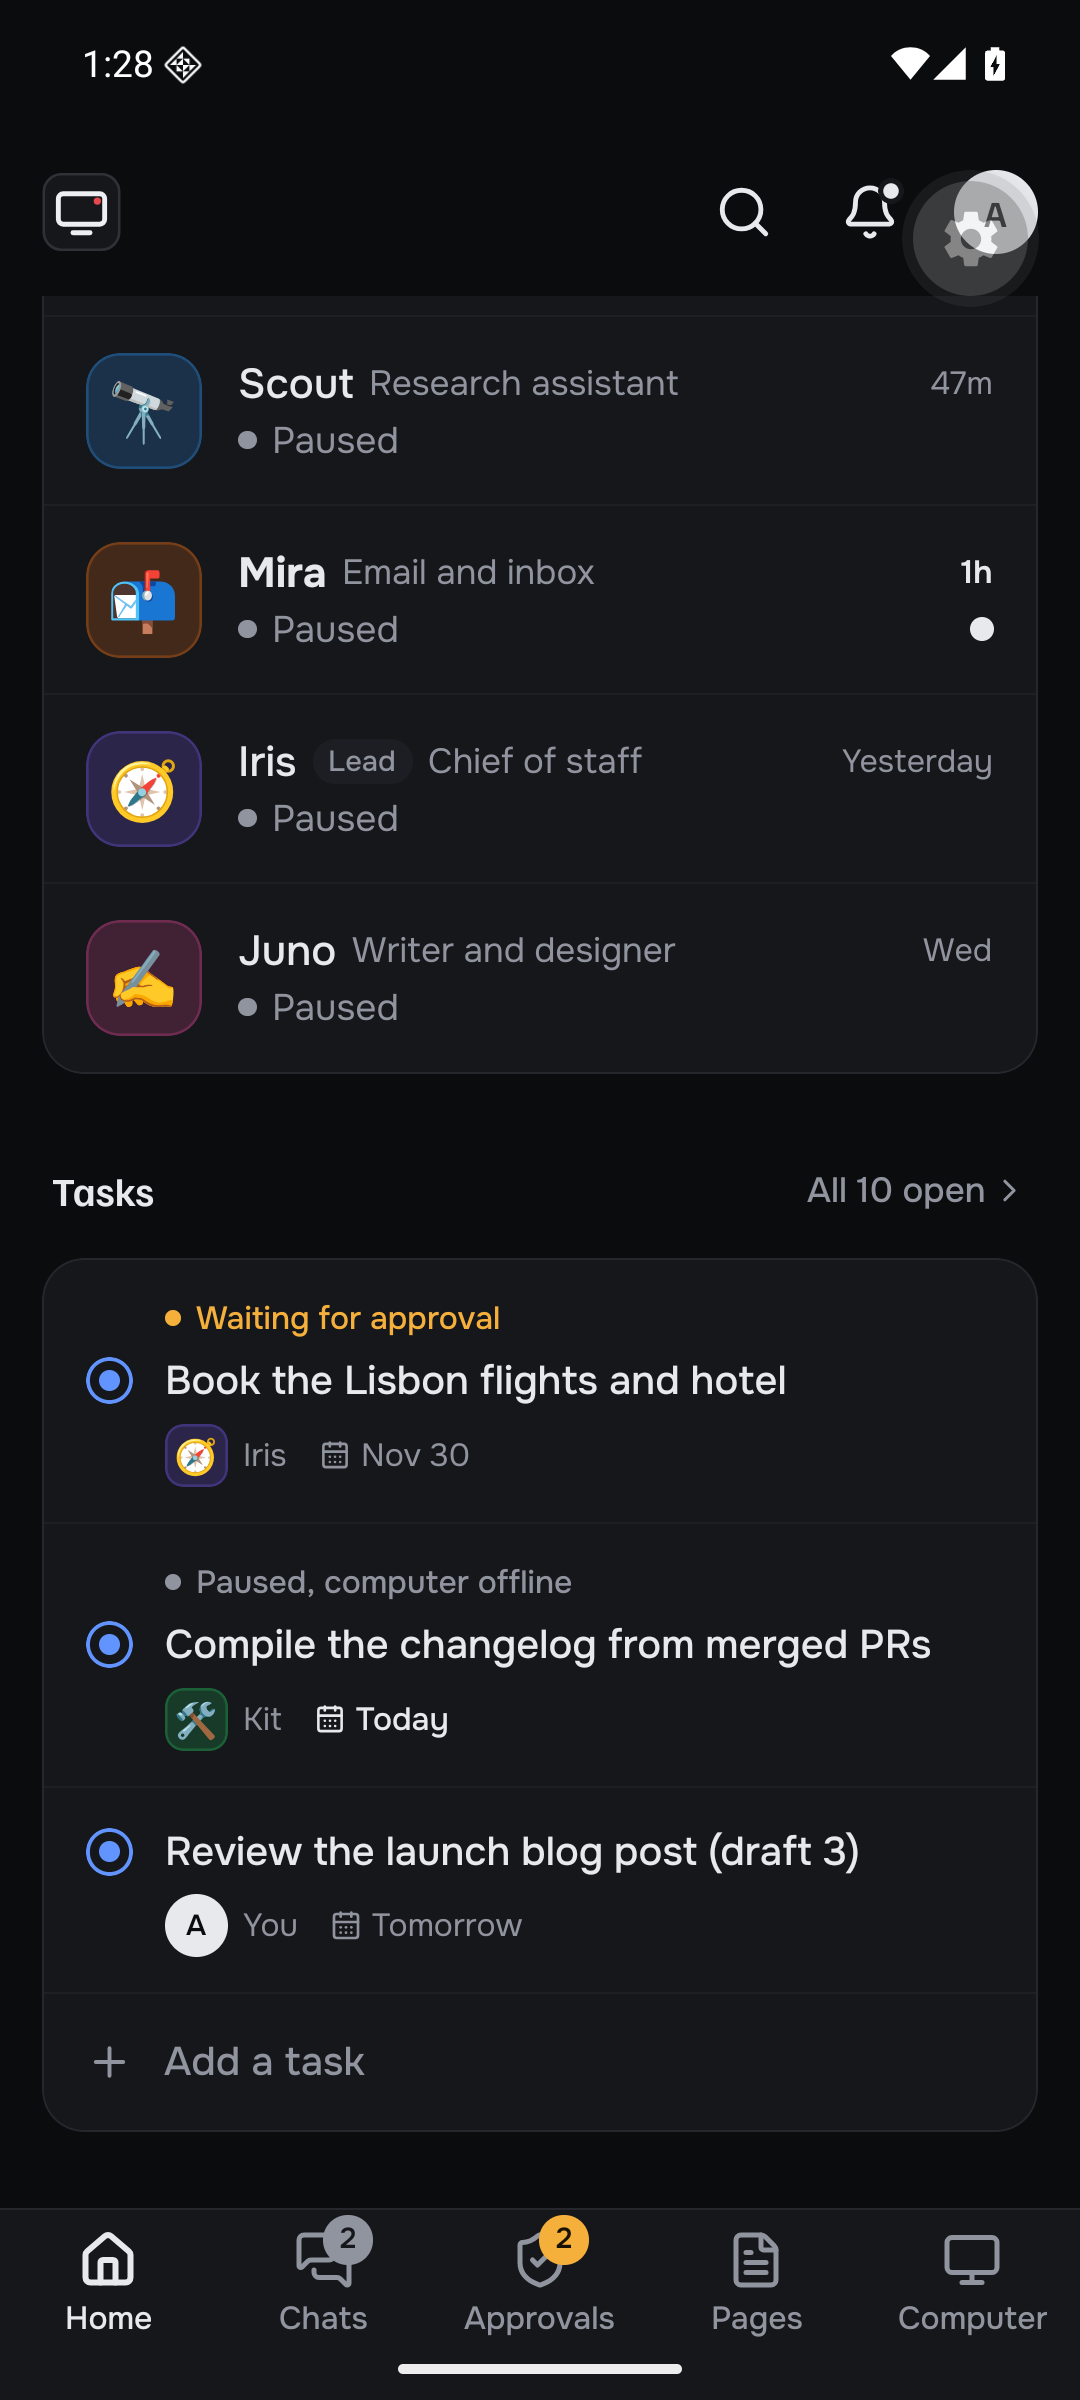 1:28
A
Scout Research assistant 47m
Paused
Mira Email and inbox 1h
Paused
Iris Lead Chief of staff Yesterday
Paused
Juno Writer and designer Wed
Paused
Tasks All 10 open
Waiting for approval
Book the Lisbon flights and hotel
Iris Nov 30
Paused, computer offline
Compile the changelog from merged PRs
Kit Today
Review the launch blog post (draft 3)
A You Tomorrow
Add a task
2 2
Home Chats Approvals Pages Computer